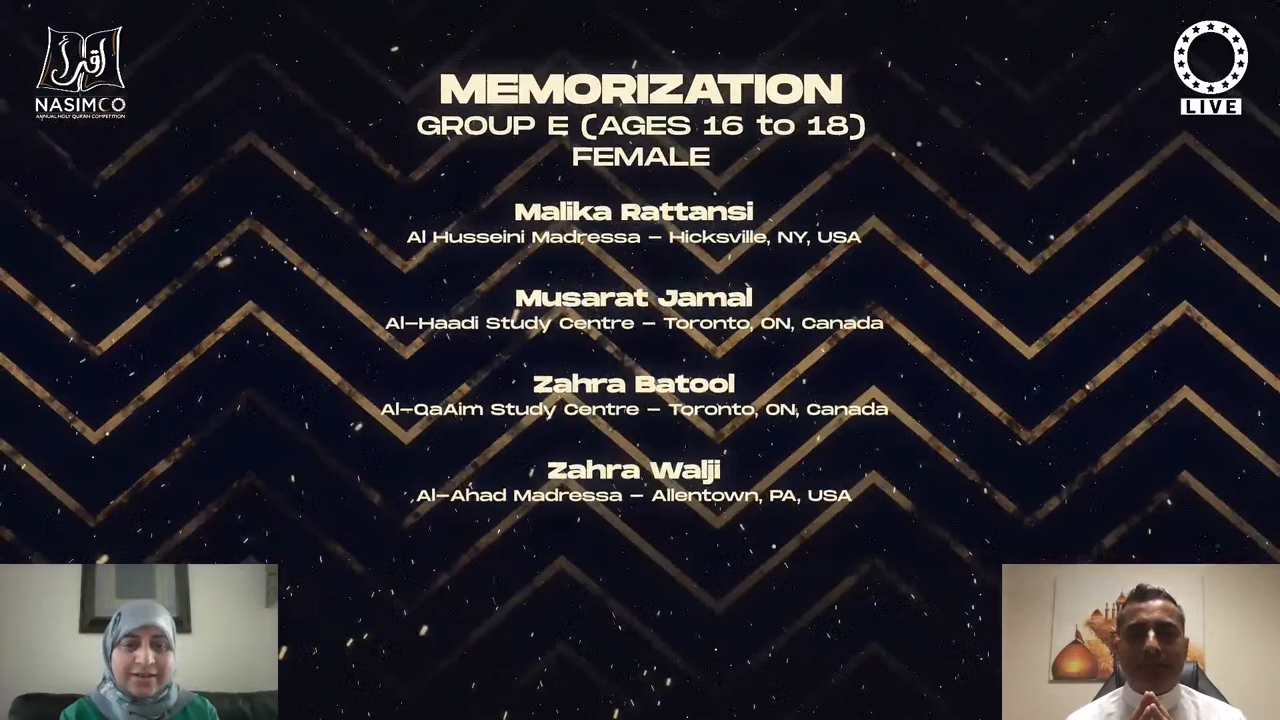 اقرأ
NASIMCO
ANNUAL HOLY QURAN COMPETITION
LIVE
MEMORIZATION
GROUP E (AGES 16 to 18)
FEMALE
Malika Rattansi
Al Husseini Madressa – Hicksville, NY, USA
Musarat Jamal
Al-Haadi Study Centre – Toronto, ON, Canada
Zahra Batool
Al-QaAim Study Centre – Toronto, ON, Canada
Zahra Walji
Al-Ahad Madressa – Allentown, PA, USA